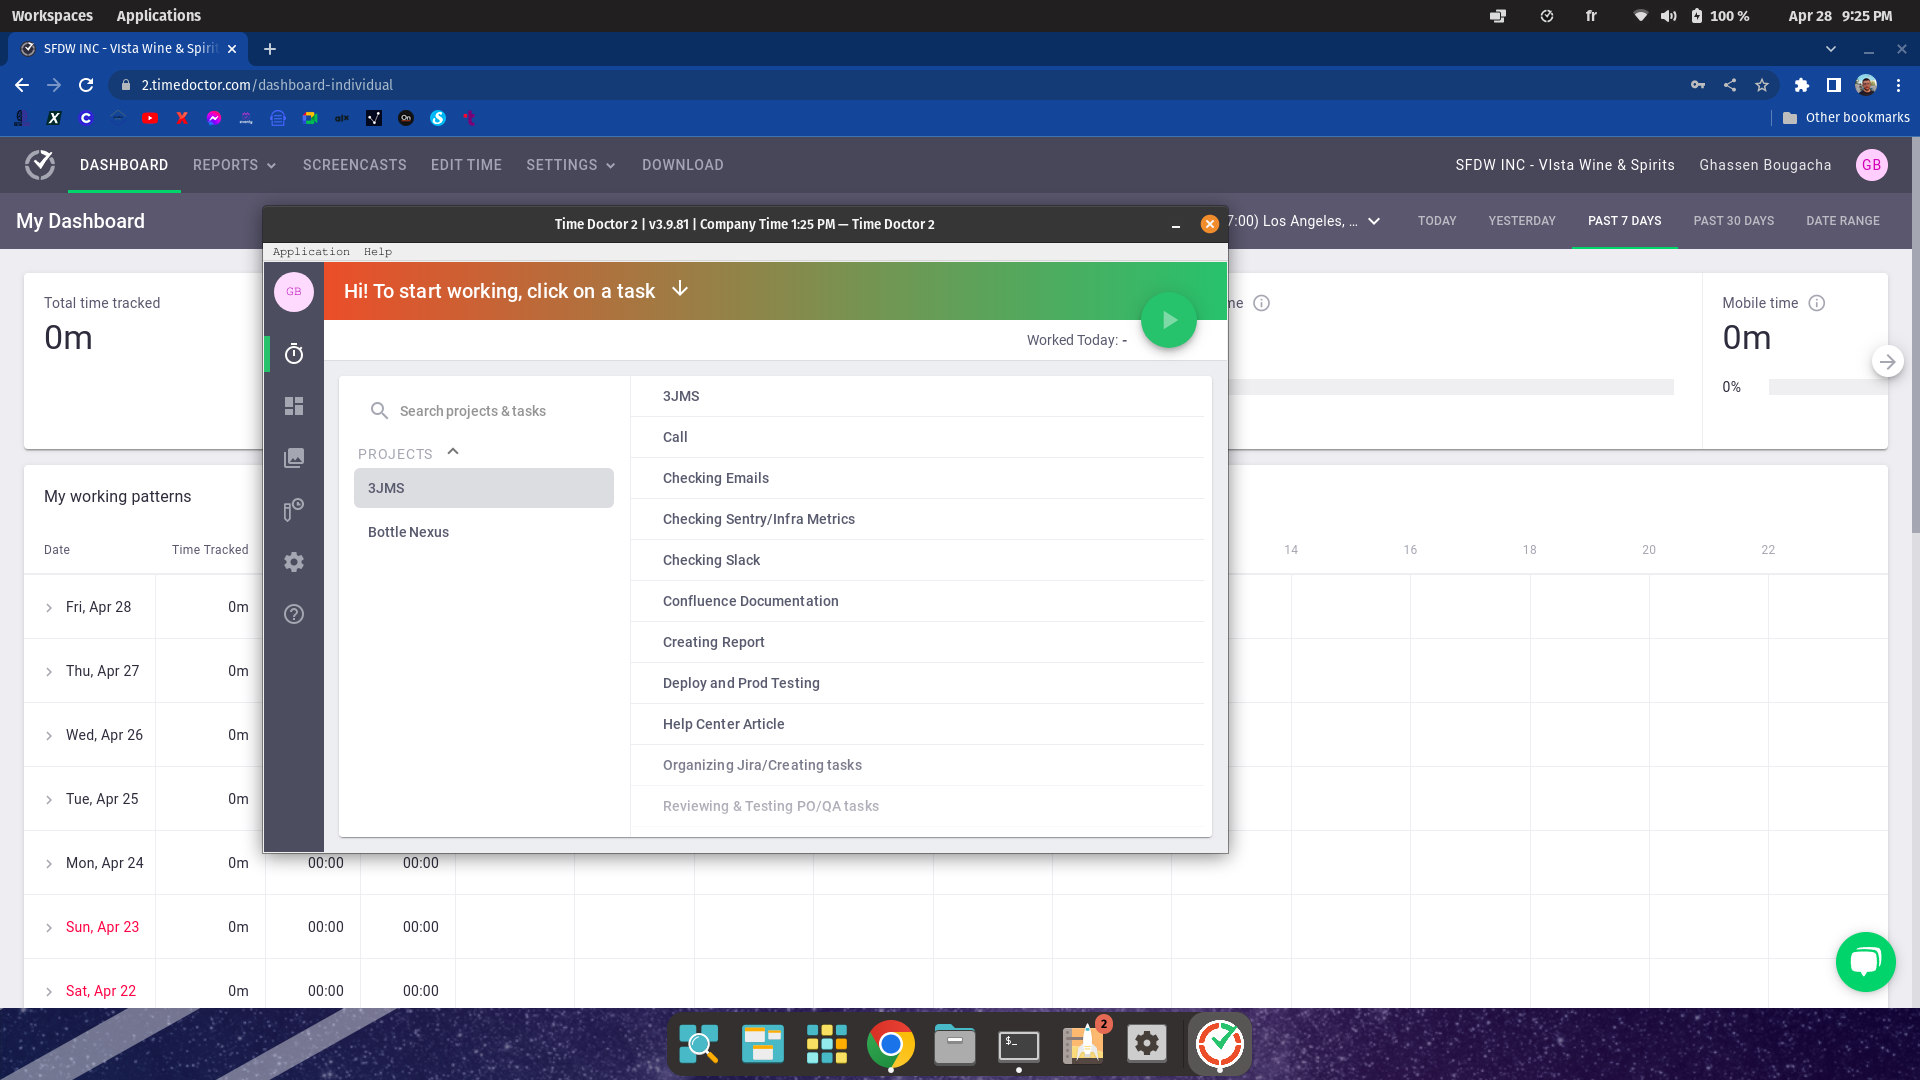 Workspaces Applications fr 100 % Apr 28 9:25 PM
SFDW INC - VIsta Wine & Spirit
2.timedoctor.com/dashboard-individual
Other bookmarks
DASHBOARD REPORTS SCREENCASTS EDIT TIME SETTINGS DOWNLOAD SFDW INC - VIsta Wine & Spirits Ghassen Bougacha GB
My Dashboard
7:00) Los Angeles, ... TODAY YESTERDAY PAST 7 DAYS PAST 30 DAYS DATE RANGE
Time Doctor 2 | v3.9.81 | Company Time 1:25 PM — Time Doctor 2
Application Help
GB
Hi! To start working, click on a task
Worked Today: -
Search projects & tasks
PROJECTS
3JMS
Bottle Nexus
3JMS
Call
Checking Emails
Checking Sentry/Infra Metrics
Checking Slack
Confluence Documentation
Creating Report
Deploy and Prod Testing
Help Center Article
Organizing Jira/Creating tasks
Reviewing & Testing PO/QA tasks
Total time tracked
0m
me
Mobile time
0m
0%
My working patterns
Date Time Tracked 14 16 18 20 22
Fri, Apr 28 0m
Thu, Apr 27 0m
Wed, Apr 26 0m
Tue, Apr 25 0m
Mon, Apr 24 0m 00:00 00:00
Sun, Apr 23 0m 00:00 00:00
Sat, Apr 22 0m 00:00 00:00
$_
2